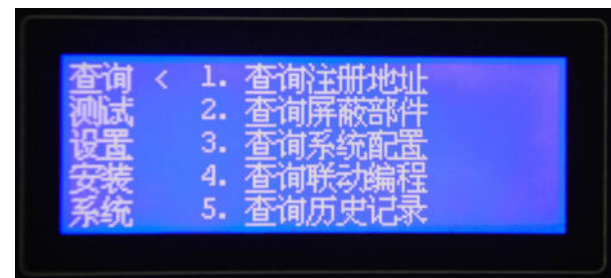 查询 < 1. 查询注册地址
测试 2. 查询屏蔽部件
设置 3. 查询系统配置
安装 4. 查询联动编程
系统 5. 查询历史记录